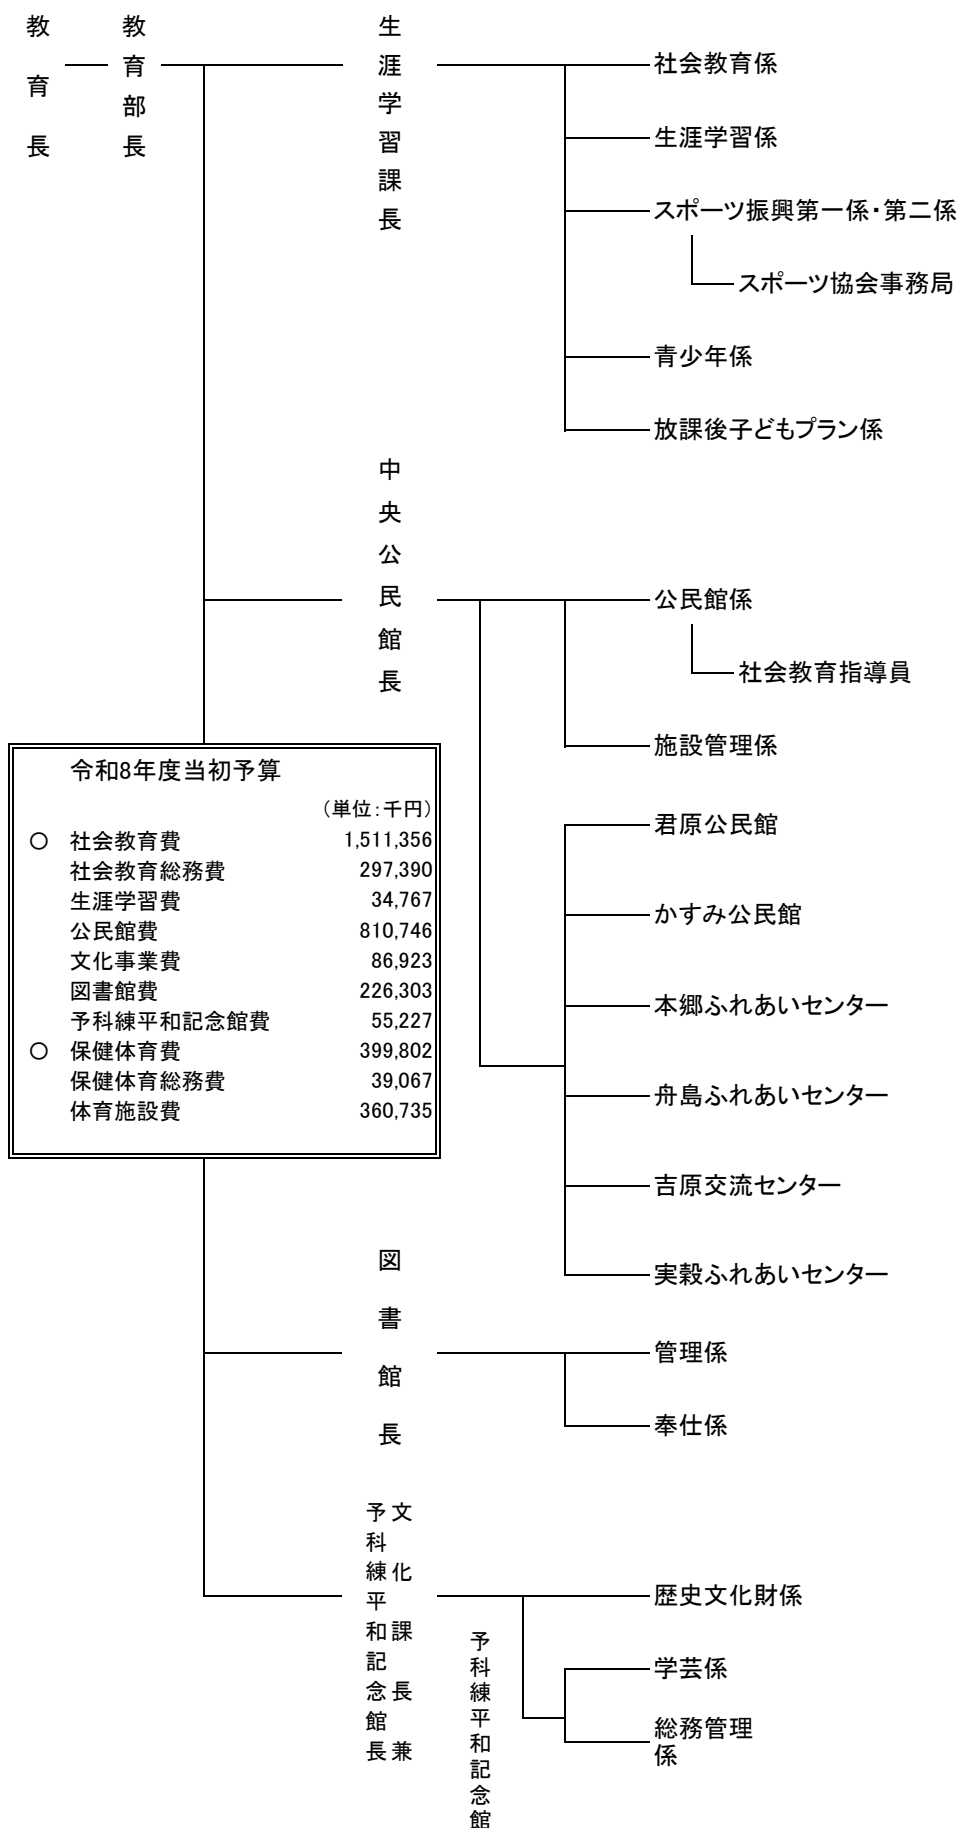 教育長
教育部長
生涯学習課長
社会教育係
生涯学習係
スポーツ振興第一係・第二係
スポーツ協会事務局
青少年係
放課後子どもプラン係
中央公民館長
公民館係
社会教育指導員
施設管理係
君原公民館
かすみ公民館
本郷ふれあいセンター
舟島ふれあいセンター
吉原交流センター
実穀ふれあいセンター
令和8年度当初予算
（単位：千円）
○ 社会教育費 1,511,356
社会教育総務費 297,390
生涯学習費 34,767
公民館費 810,746
文化事業費 86,923
図書館費 226,303
予科練平和記念館費 55,227
○ 保健体育費 399,802
保健体育総務費 39,067
体育施設費 360,735
図書館長
管理係
奉仕係
文化課長兼
予科練平和記念館長
歴史文化財係
予科練平和記念館
学芸係
総務管理
係